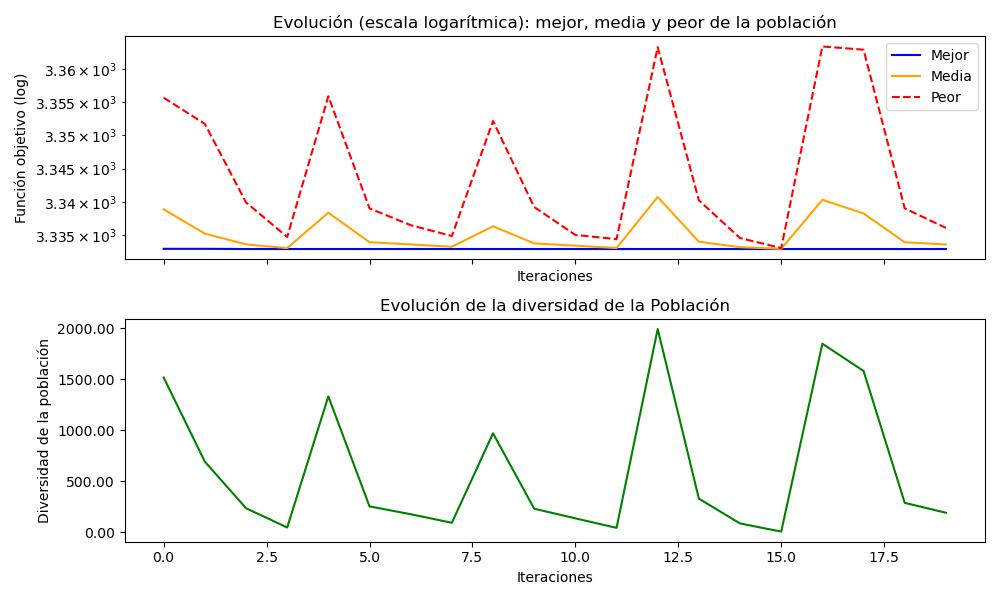 Evolución (escala logarítmica): mejor, media y peor de la población
Función objetivo (log)
3.36 × 10³
3.355 × 10³
3.35 × 10³
3.345 × 10³
3.34 × 10³
3.335 × 10³
Mejor
Media
Peor
Iteraciones
Evolución de la diversidad de la Población
Diversidad de la población
2000.00
1500.00
1000.00
500.00
0.00
0.0 2.5 5.0 7.5 10.0 12.5 15.0 17.5
Iteraciones